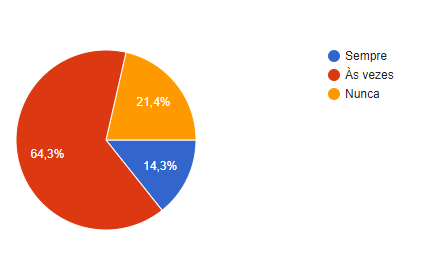 Sempre
Às vezes
Nunca
21,4%
64,3%
14,3%